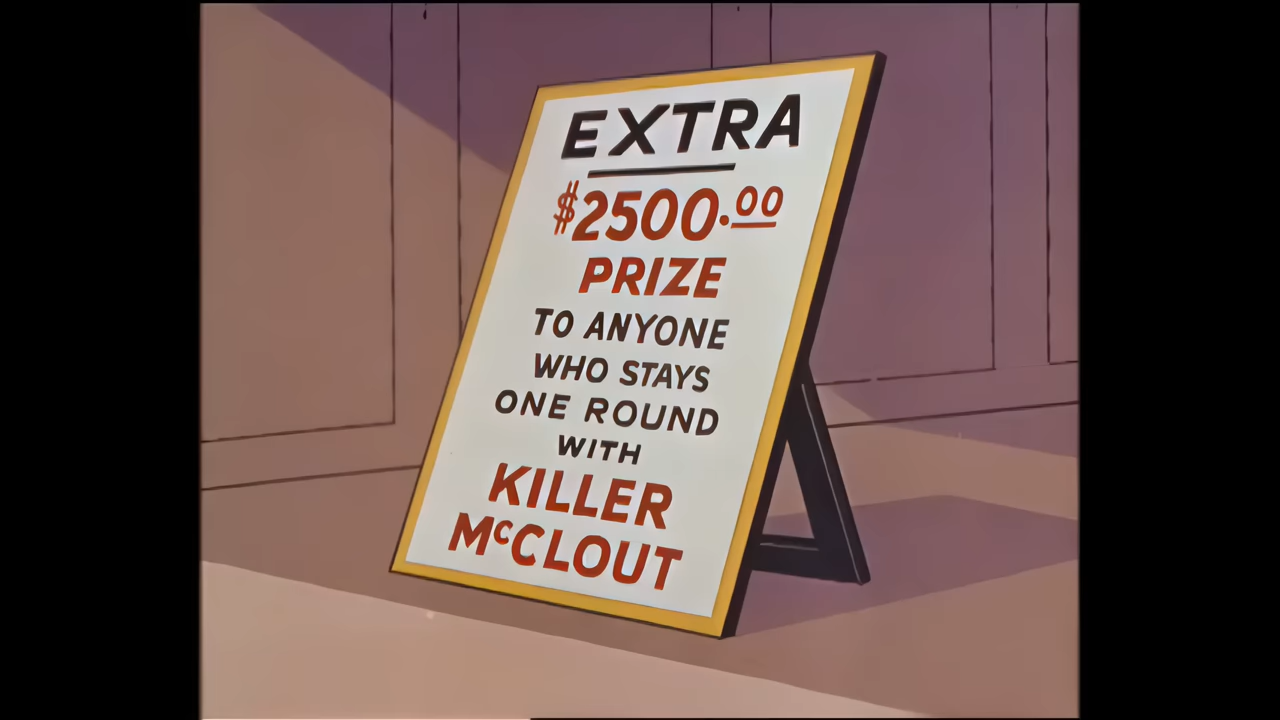 EXTRA
$2500.00
PRIZE
TO ANYONE
WHO STAYS
ONE ROUND
WITH
KILLER
McCLOUT